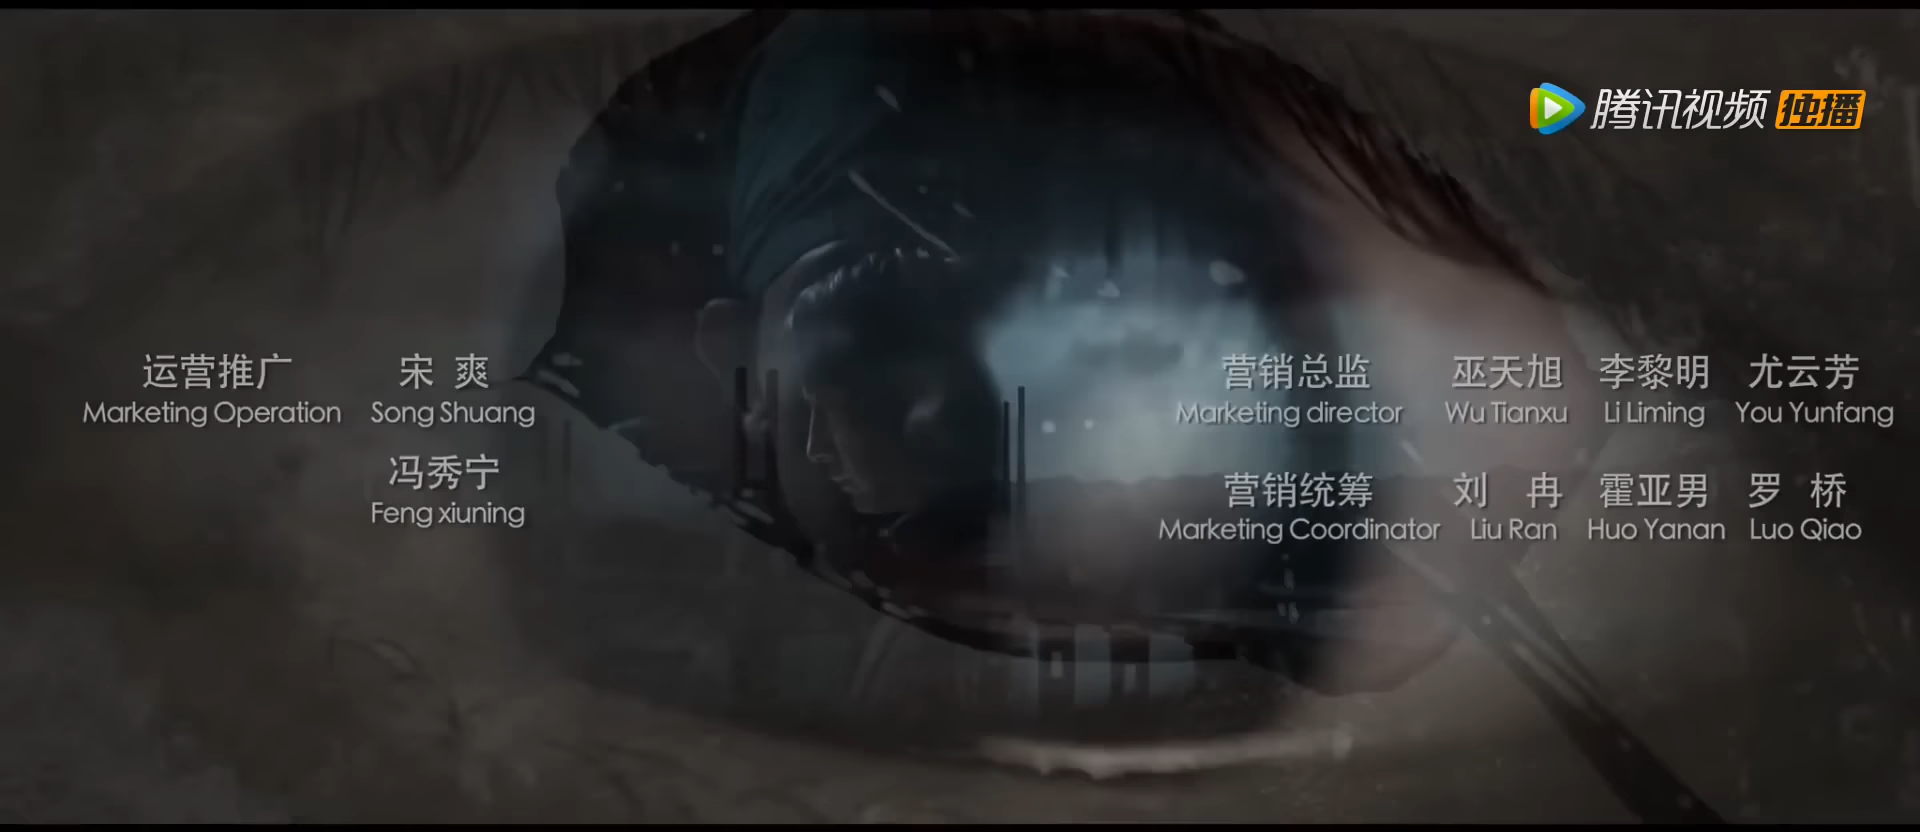 腾讯视频 独播
运营推广 宋 爽
Marketing Operation Song Shuang
冯秀宁
Feng xiuning
营销总监 巫天旭 李黎明 尤云芳
Marketing director Wu Tianxu Li Liming You Yunfang
营销统筹 刘 冉 霍亚男 罗 桥
Marketing Coordinator Liu Ran Huo Yanan Luo Qiao